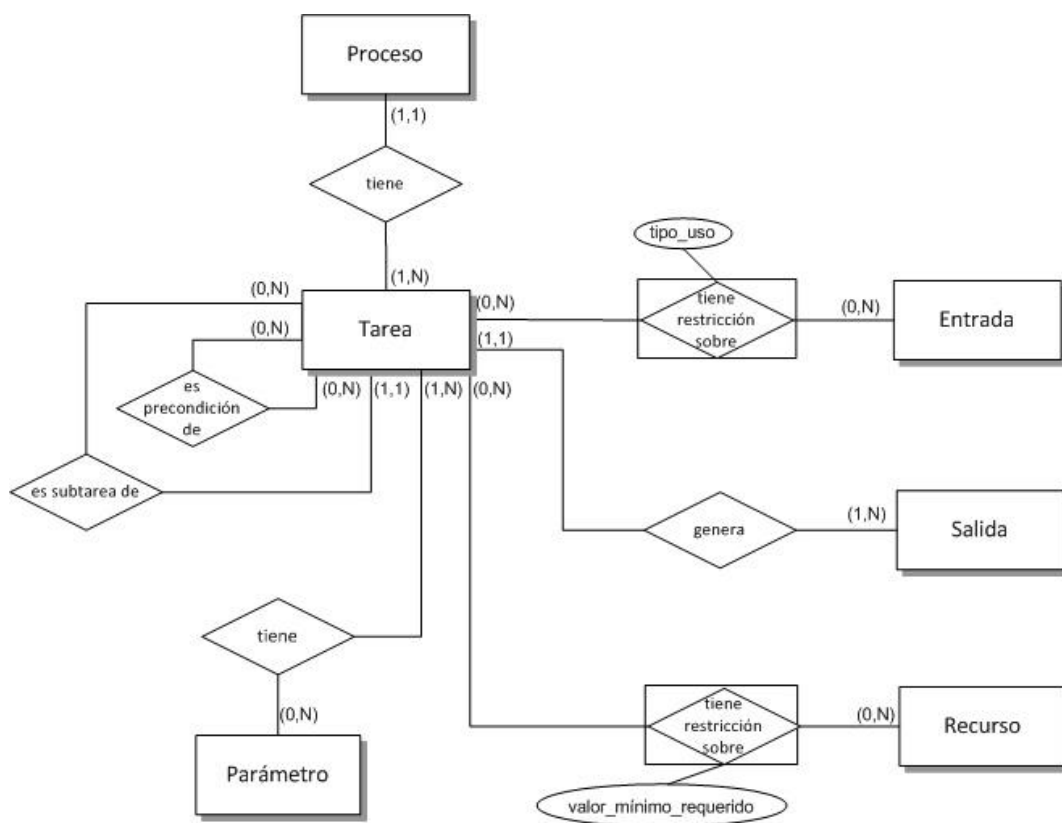 Proceso
(1,1)
tiene
(1,N)
tipo_uso
(0,N)
(0,N)
Tarea
(0,N)
(1,1)
tiene
restricción
sobre
(0,N)
Entrada
es
precondición
de
(0,N)
(1,1)
(1,N)
(0,N)
es subtarea de
genera
(1,N)
Salida
tiene
(0,N)
Parámetro
tiene
restricción
sobre
(0,N)
Recurso
valor_mínimo_requerido